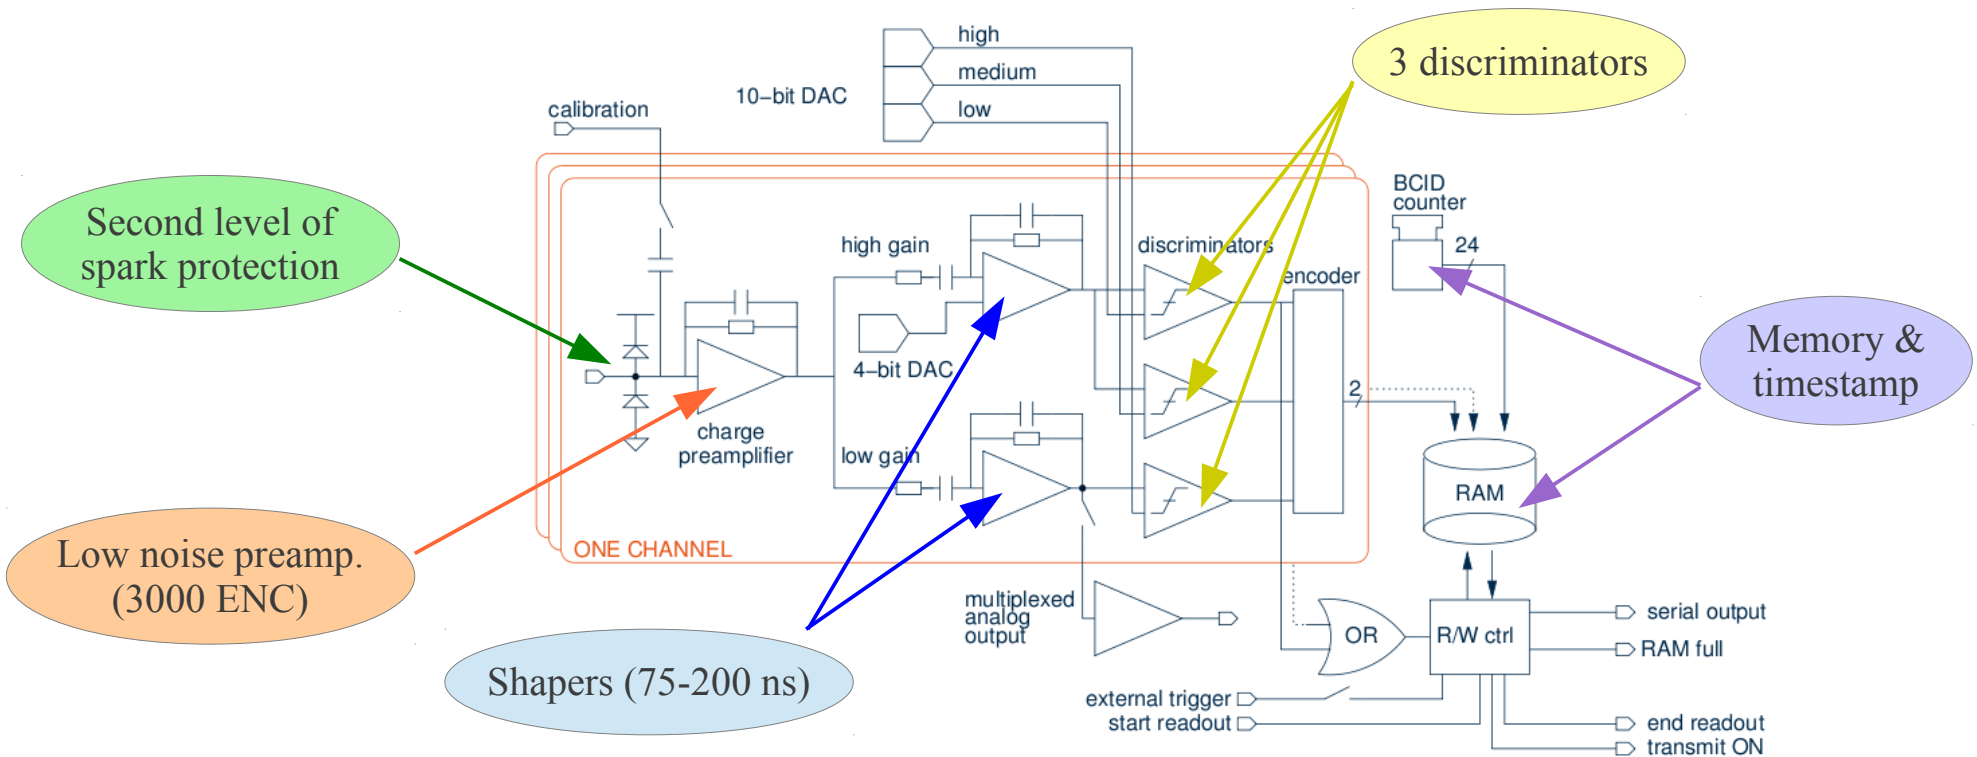 high
medium
low
10−bit DAC
calibration
3 discriminators
BCID
counter
24
Second level of
spark protection
high gain
discriminators
encoder
4−bit DAC
2
Memory &
timestamp
charge
preamplifier
low gain
RAM
Low noise preamp.
(3000 ENC)
ONE CHANNEL
multiplexed
analog
output
OR
R/W ctrl
serial output
RAM full
Shapers (75-200 ns)
external trigger
start readout
end readout
transmit ON